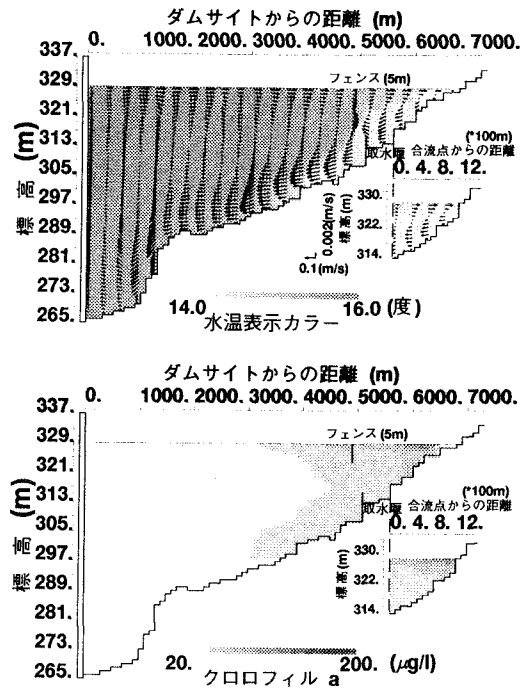 ダムサイトからの距離 (m)
0. 1000. 2000. 3000. 4000. 5000. 6000. 7000.
337.
329.
321.
313.
305.
297.
289.
281.
273.
265.
標高 (m)
フェンス(5m)
取水堰
(*100m)
合流点からの距離
0. 4. 8. 12.
330.
322.
314.
標高(m)
0.002(m/s)
0.1(m/s)
14.0 16.0 (度)
水温表示カラー
ダムサイトからの距離 (m)
0. 1000. 2000. 3000. 4000. 5000. 6000. 7000.
337.
329.
321.
313.
305.
297.
289.
281.
273.
265.
標高 (m)
フェンス(5m)
取水堰
(*100m)
合流点からの距離
0. 4. 8. 12.
330.
322.
314.
標高(m)
20. 200. (μg/l)
クロロフィル a